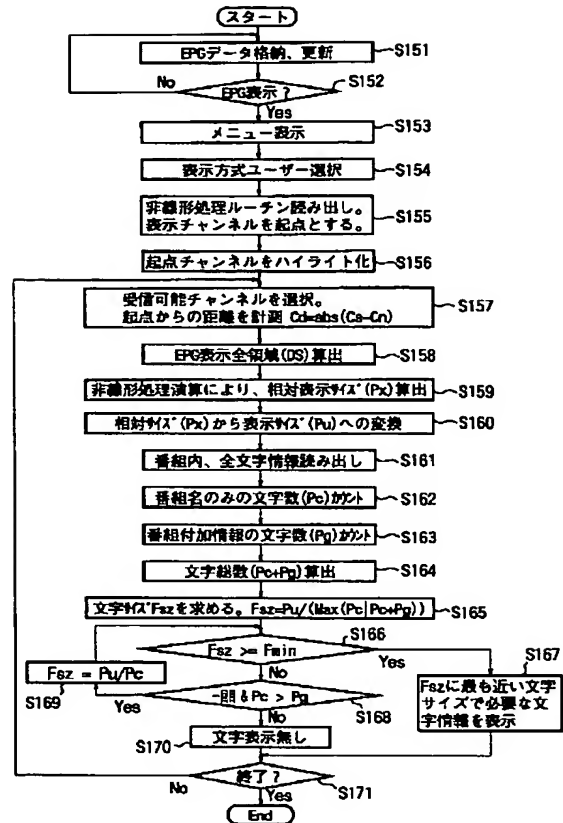 スタート
EPGデータ格納、更新
S151
No
EPG表示?
S152
Yes
メニュー表示
S153
表示方式ユーザー選択
S154
非線形処理ルーチン読み出し。
表示チャンネルを起点とする。
S155
起点チャンネルをハイライト化
S156
受信可能チャンネルを選択。
起点からの距離を計測 Cd=abs(Ca-Cn)
S157
EPG表示全領域(DS)算出
S158
非線形処理演算により、相対表示サイズ(Px)算出
S159
相対サイズ(Px)から表示サイズ(Pu)への変換
S160
番組内、全文字情報読み出し
S161
番組名のみの文字数(Pc)カウント
S162
番組付加情報の文字数(Pg)カウント
S163
文字総数(Pc+Pg)算出
S164
文字サイズFszを求める。Fsz=Pu/(Max(Pc|Pc+Pg))
S165
Fsz >= Fmin
S166
Yes
No
Fsz = Pu/Pc
S169
Yes
& Pc > Pg
S168
No
S167
Fszに最も近い文字
サイズで必要な文
字情報を表示
S170
文字表示無し
No
終了?
S171
Yes
End